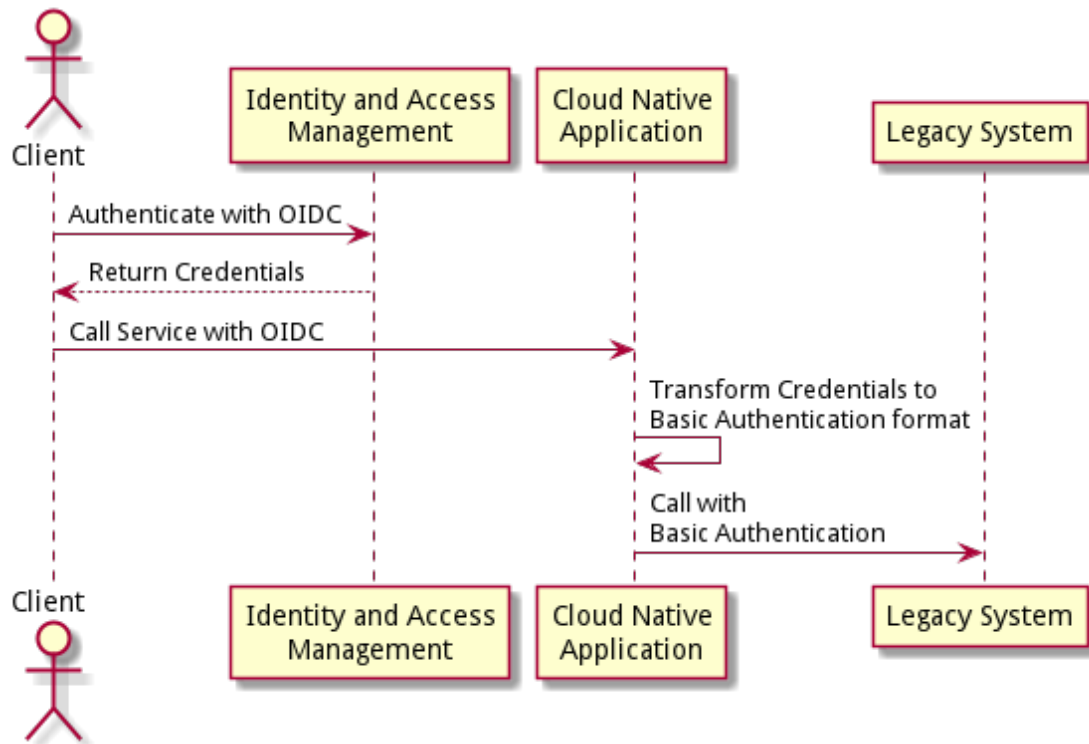 Client
Identity and Access
Management
Cloud Native
Application
Legacy System
Authenticate with OIDC
Return Credentials
Call Service with OIDC
Transform Credentials to
Basic Authentication format
Call with
Basic Authentication
Client
Identity and Access
Management
Cloud Native
Application
Legacy System